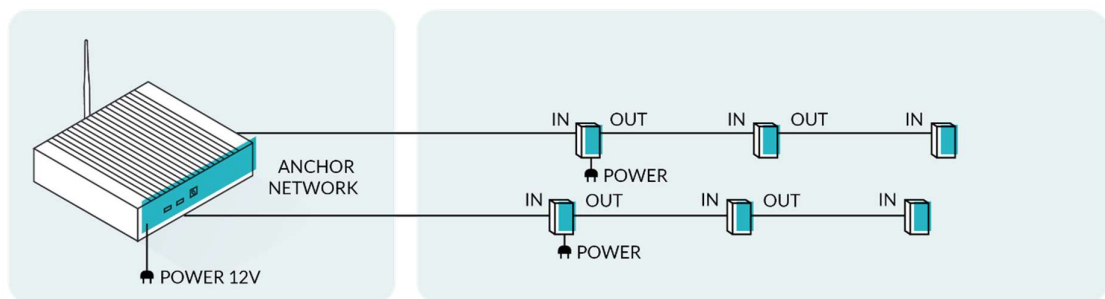 IN OUT IN OUT IN
ANCHOR
NETWORK
POWER
IN OUT IN OUT IN
POWER
POWER 12V